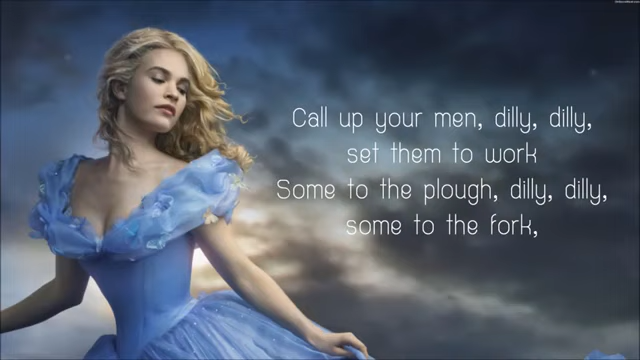 Call up your men, dilly, dilly,
set them to work
Some to the plough, dilly, dilly,
some to the fork,